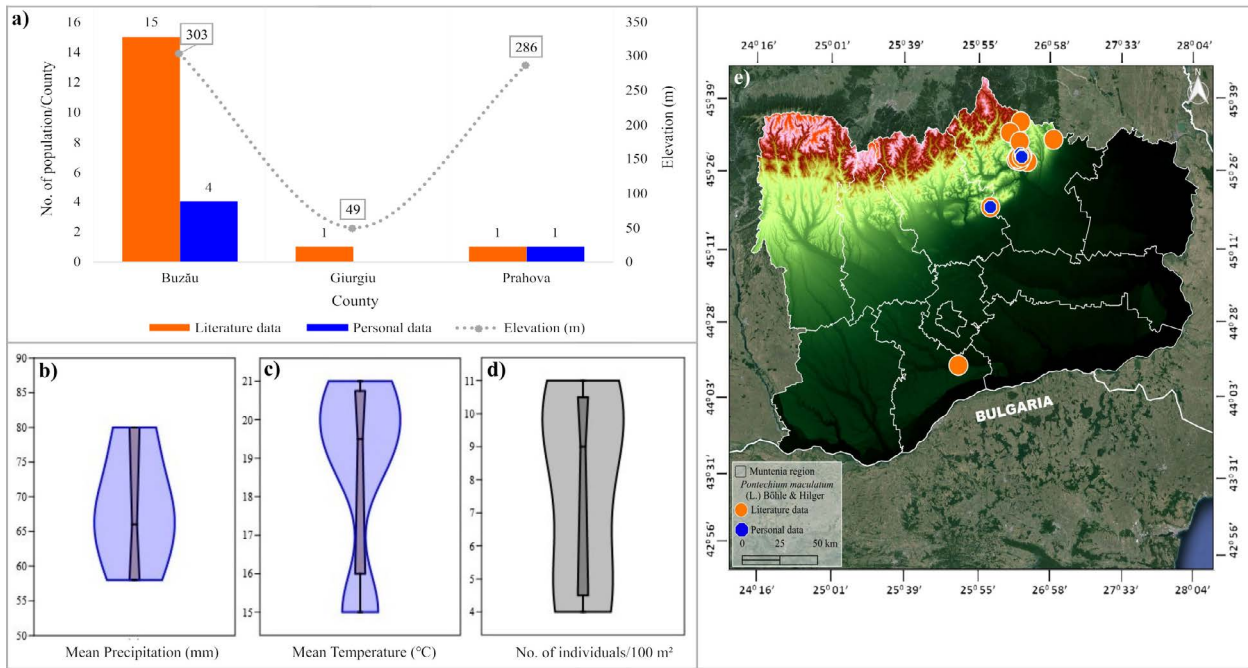 a)
No. of population/County
16
14
12
10
8
6
4
2
0
15
4
1
1
1
303
49
286
350
300
250
200
150
100
50
0
Elevation (m)
Buzău Giurgiu Prahova
County
Literature data Personal data Elevation (m)
b)
90
85
80
75
70
65
60
55
50
Mean Precipitation (mm)
c)
21
20
19
18
17
16
15
Mean Temperature (°C)
d)
11
10
9
8
7
6
5
4
No. of individuals/100 m²
e)
24°16′ 25°01′ 25°39′ 25°55′ 26°58′ 27°33′ 28°04′
N
45°39′ 45°39′
45°26′ 45°26′
45°11′ 45°11′
44°28′ 44°28′
44°03′ 44°03′
BULGARIA
43°31′ 43°31′
42°56′ 42°56′
Muntenia region
Pontechium maculatum
(L.) Böhle & Hilger
Literature data
Personal data
0 25 50 km
24°16′ 25°01′ 25°39′ 25°55′ 26°58′ 27°33′ 28°04′